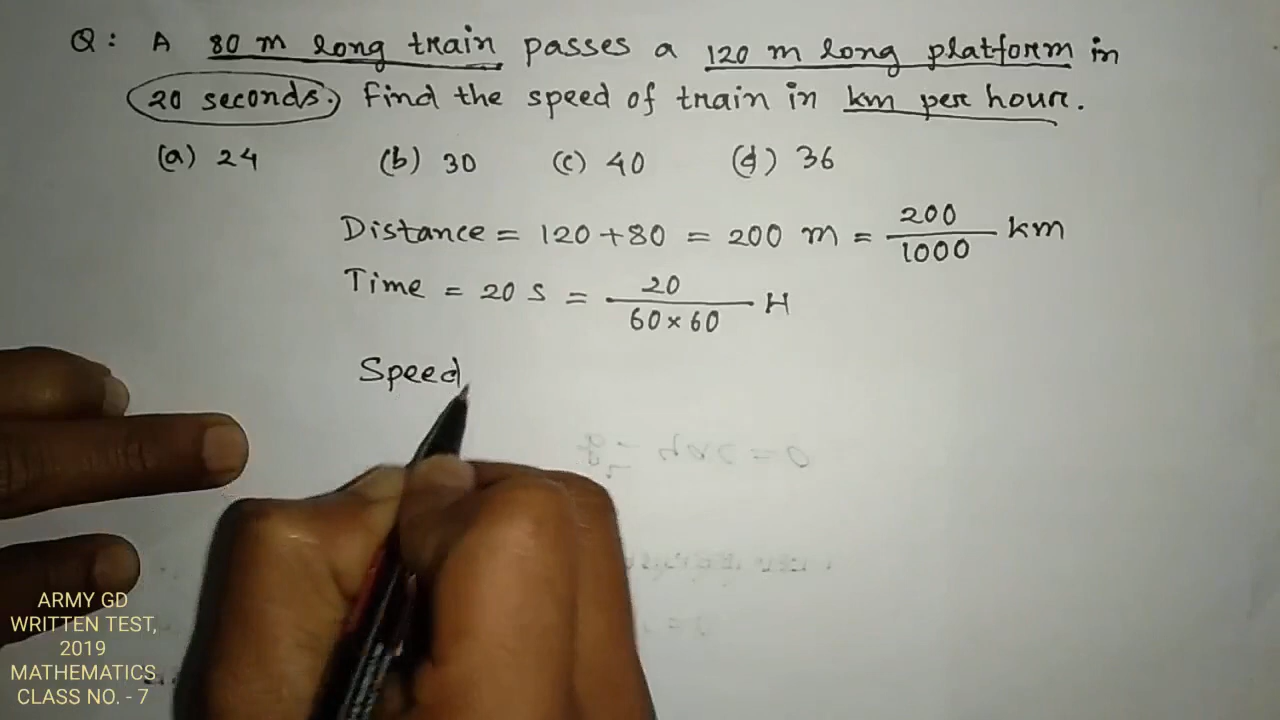 Q: A 80 m long train passes a 120 m long platform in
20 seconds. Find the speed of train in km per hour.
(a) 24 (b) 30 (c) 40 (d) 36
Distance = 120 + 80 = 200 m = 200/1000 km
Time = 20 S = 20/60×60 H
Speed
ARMY GD
WRITTEN TEST,
2019
MATHEMATICS
CLASS NO. - 7